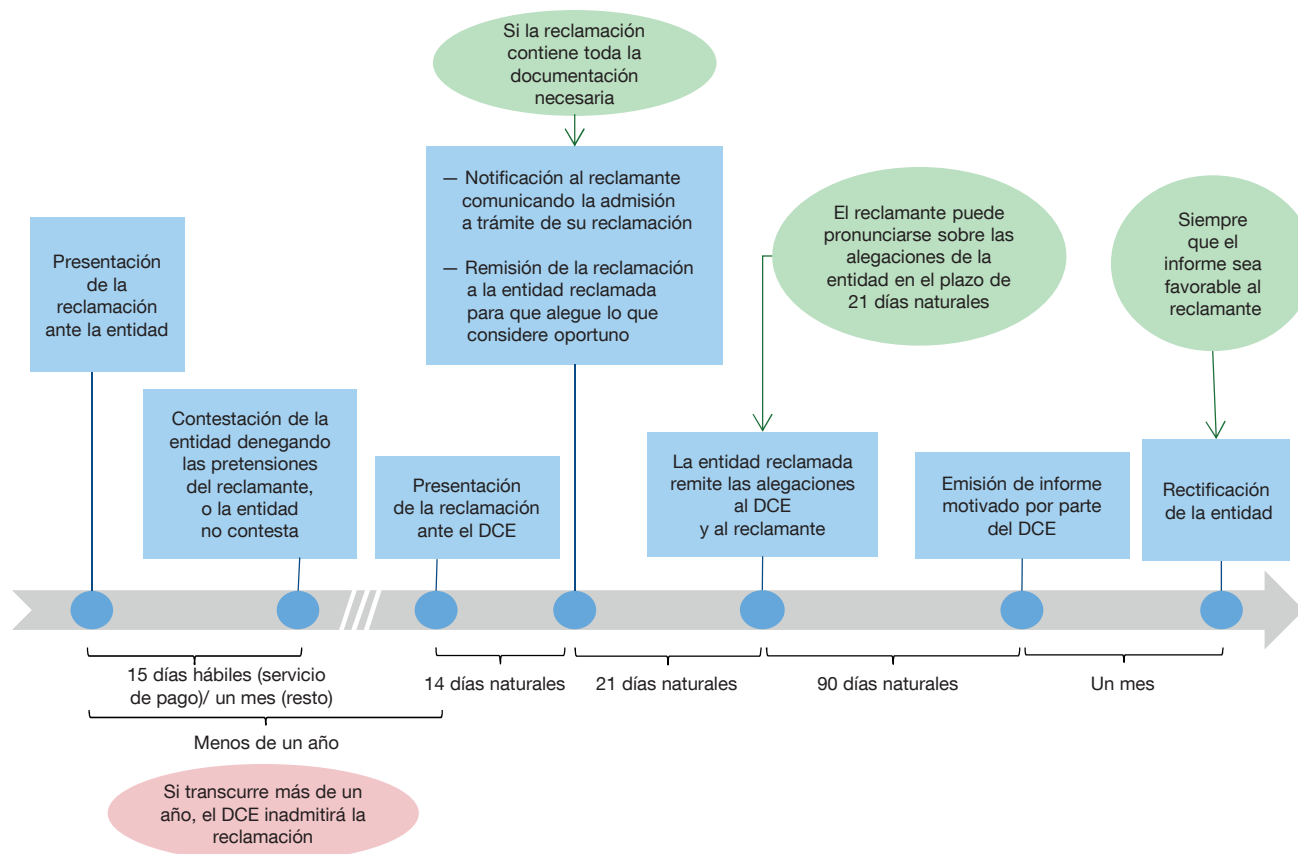 Si la reclamación
contiene toda la
documentación
necesaria
— Notificación al reclamante
comunicando la admisión
a trámite de su reclamación
— Remisión de la reclamación
a la entidad reclamada
para que alegue lo que
considere oportuno
El reclamante puede
pronunciarse sobre las
alegaciones de la
entidad en el plazo de
21 días naturales
Siempre
que el
informe sea
favorable al
reclamante
Presentación
de la
reclamación
ante la entidad
Contestación de la
entidad denegando
las pretensiones
del reclamante,
o la entidad
no contesta
Presentación
de la reclamación
ante el DCE
La entidad reclamada
remite las alegaciones
al DCE
y al reclamante
Emisión de informe
motivado por parte
del DCE
Rectificación
de la entidad
15 días hábiles (servicio
de pago)/ un mes (resto)
14 días naturales
21 días naturales
90 días naturales
Un mes
Menos de un año
Si transcurre más de un
año, el DCE inadmitirá la
reclamación